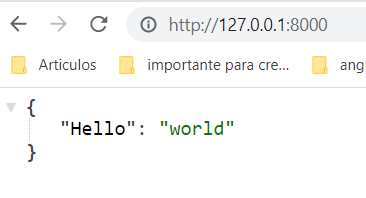 http://127.0.0.1:8000
Articulos importante para cre... ang
{
"Hello": "world"
}